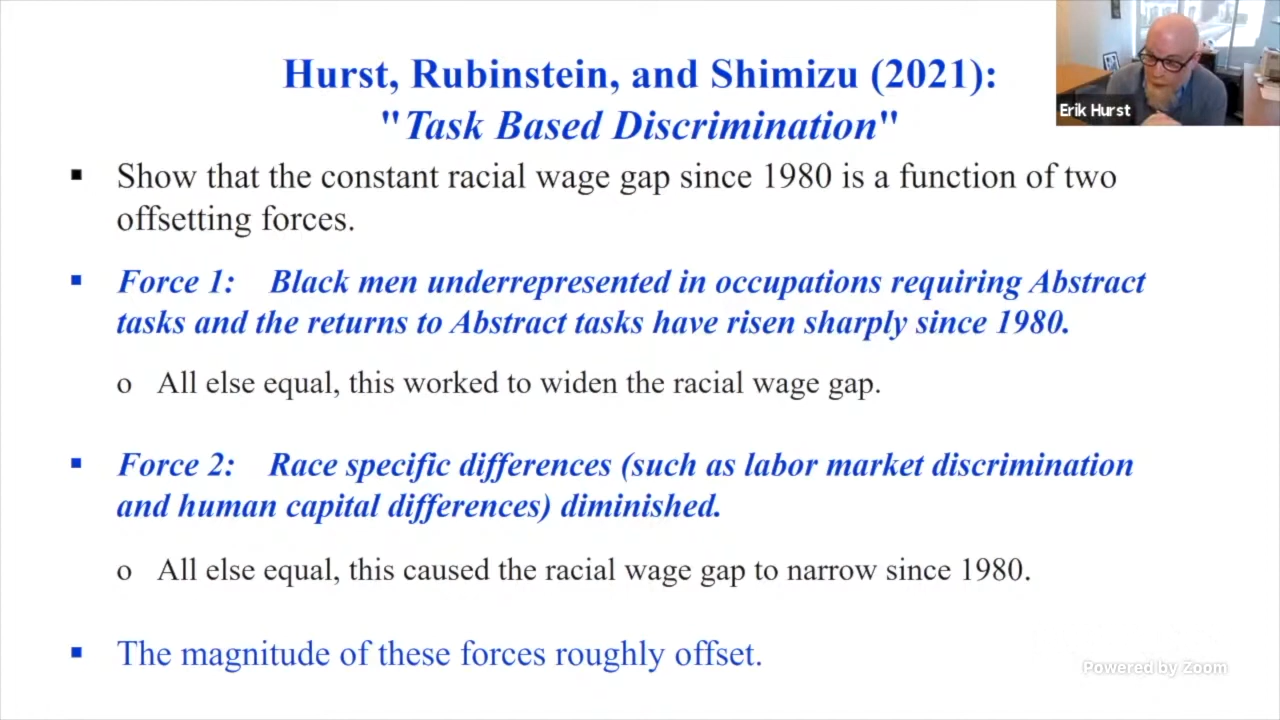 Hurst, Rubinstein, and Shimizu (2021):
"Task Based Discrimination"
Erik Hurst
▪ Show that the constant racial wage gap since 1980 is a function of two
offsetting forces.
▪ Force 1: Black men underrepresented in occupations requiring Abstract
tasks and the returns to Abstract tasks have risen sharply since 1980.
o All else equal, this worked to widen the racial wage gap.
▪ Force 2: Race specific differences (such as labor market discrimination
and human capital differences) diminished.
o All else equal, this caused the racial wage gap to narrow since 1980.
▪ The magnitude of these forces roughly offset.
Powered by Zoom